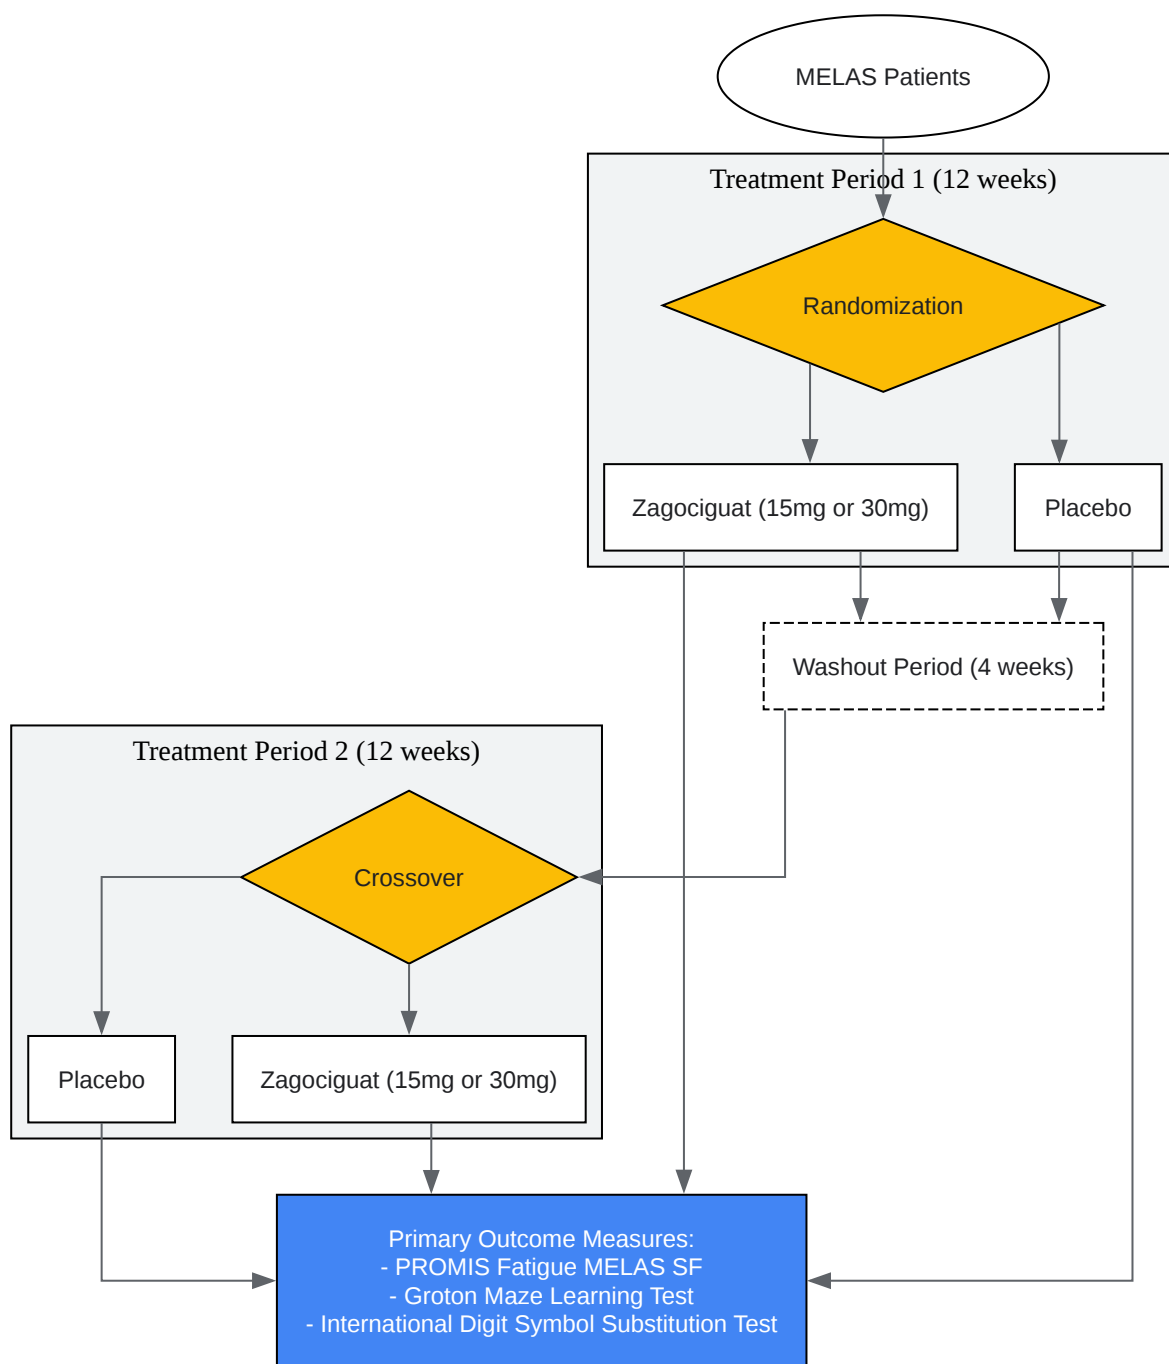 MELAS Patients
Treatment Period 1 (12 weeks)
Randomization
Zagociguat (15mg or 30mg)
Placebo
Washout Period (4 weeks)
Treatment Period 2 (12 weeks)
Crossover
Placebo
Zagociguat (15mg or 30mg)
Primary Outcome Measures:
- PROMIS Fatigue MELAS SF
- Groton Maze Learning Test
- International Digit Symbol Substitution Test